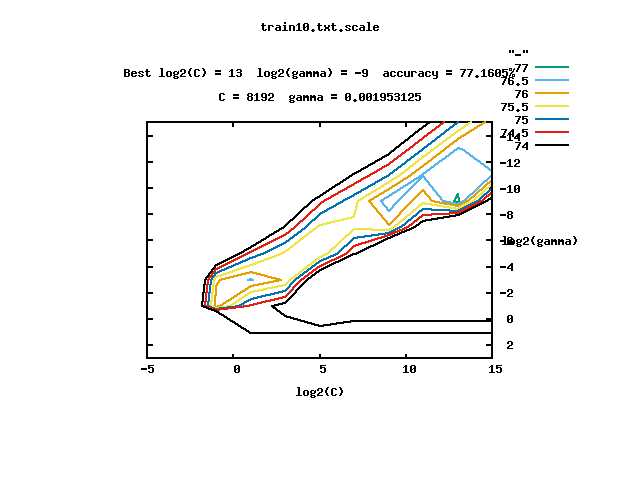 train10.txt.scale
"-"
Best log2(C) = 13 log2(gamma) = -9 accuracy = 77.1605%
77
76.5
C = 8192 gamma = 0.001953125
76
75.5
75
74.5
-14
74
-12
-10
-8
-6
log2(gamma)
-4
-2
0
2
-5 0 5 10 15
log2(C)